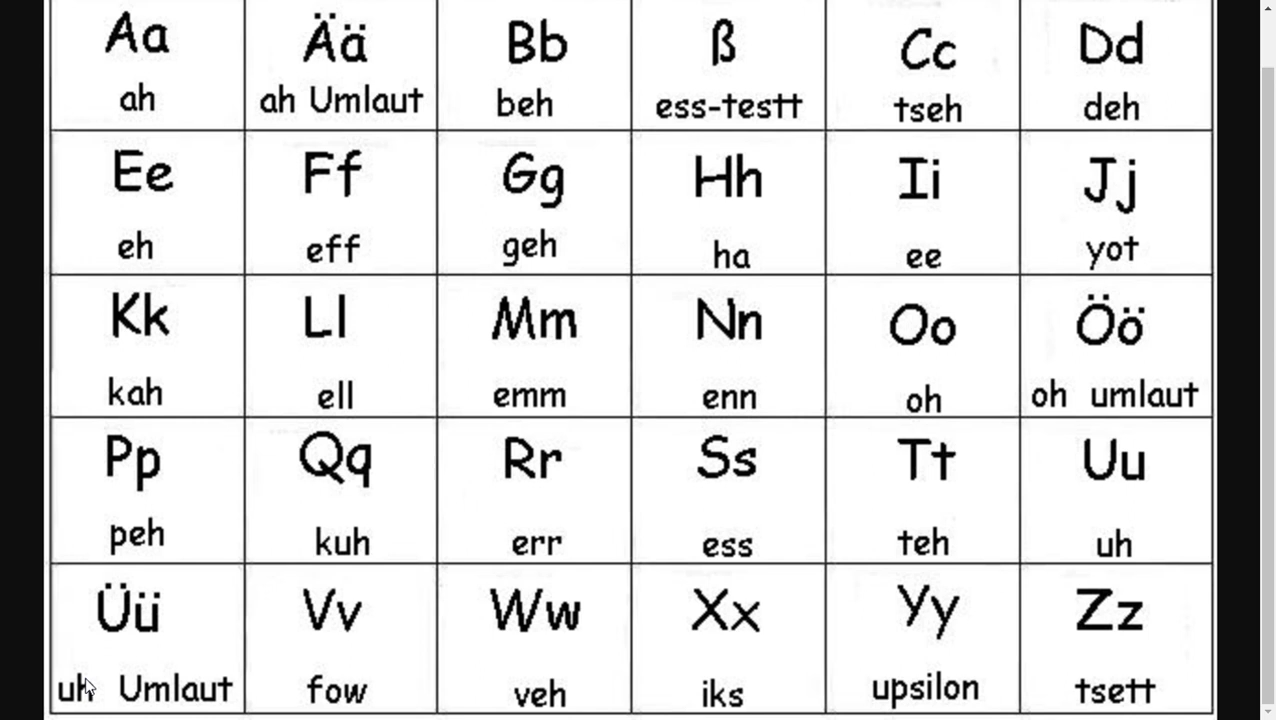 Aa Ää Bb ß Cc Dd
ah ah Umlaut beh ess-testt tseh deh
Ee Ff Gg Hh Ii Jj
eh eff geh ha ee yot
Kk Ll Mm Nn Oo Öö
kah ell emm enn oh oh umlaut
Pp Qq Rr Ss Tt Uu
peh kuh err ess teh uh
Üü Vv Ww Xx Yy Zz
uh Umlaut fow veh iks upsilon tsett